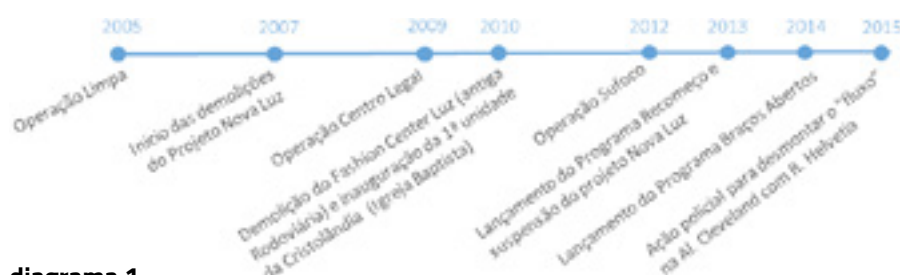 2005
2007
2009
2010
2012
2013
2014
2015
Operação Limpa
Início das demolições
do Projeto Nova Luz
Operação Centro Legal
Demolição do Fashion Center Luz (antiga
Rodoviária) e inauguração da 1ª unidade
da Cristolândia (Igreja Baptista)
Operação Sufoco
Lançamento do Programa Recomeço e
suspensão do projeto Nova Luz
Lançamento do Programa Braços Abertos
Ação policial para desmontar o "fluxo"
na Al. Cleveland com R. Helvetia
diagrama 1